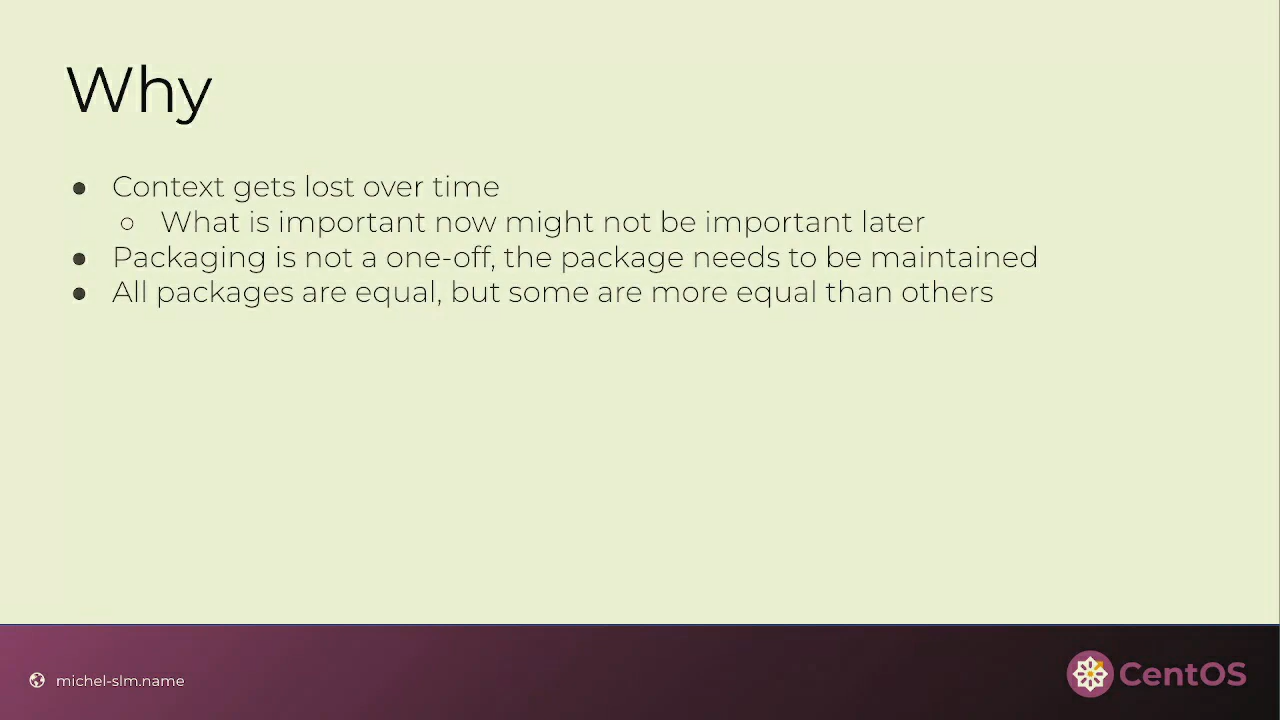 Why
● Context gets lost over time
○ What is important now might not be important later
● Packaging is not a one-off, the package needs to be maintained
● All packages are equal, but some are more equal than others
michel-slm.name
CentOS